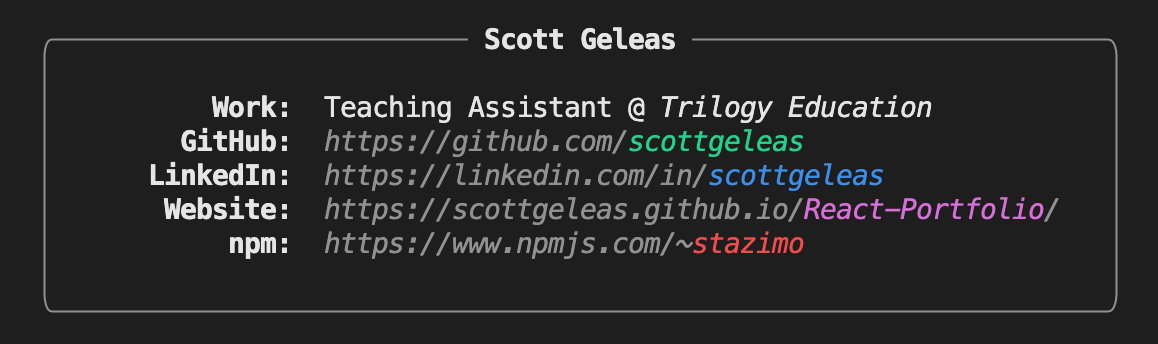 Scott Geleas
Work: Teaching Assistant @ Trilogy Education
GitHub: https://github.com/scottgeleas
LinkedIn: https://linkedin.com/in/scottgeleas
Website: https://scottgeleas.github.io/React-Portfolio/
npm: https://www.npmjs.com/~stazimo